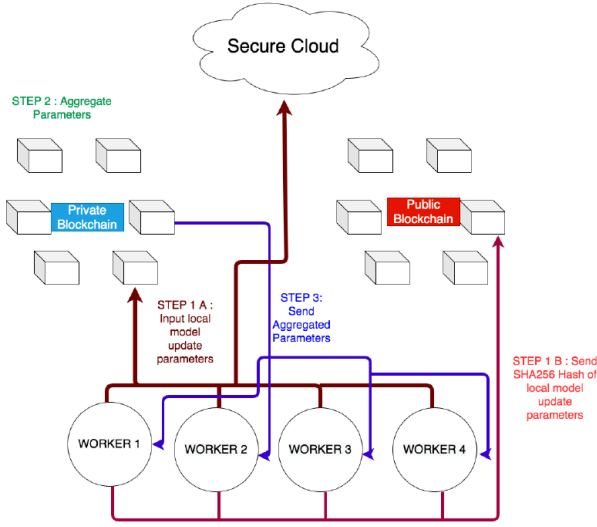 Secure Cloud
STEP 2 : Aggregate
Parameters
Private
Blockchain
Public
Blockchain
STEP 1 A :
Input local
model
update
parameters
STEP 3:
Send
Aggregated
Parameters
STEP 1 B : Send
SHA256 Hash of
local model
update
parameters
WORKER 1
WORKER 2
WORKER 3
WORKER 4